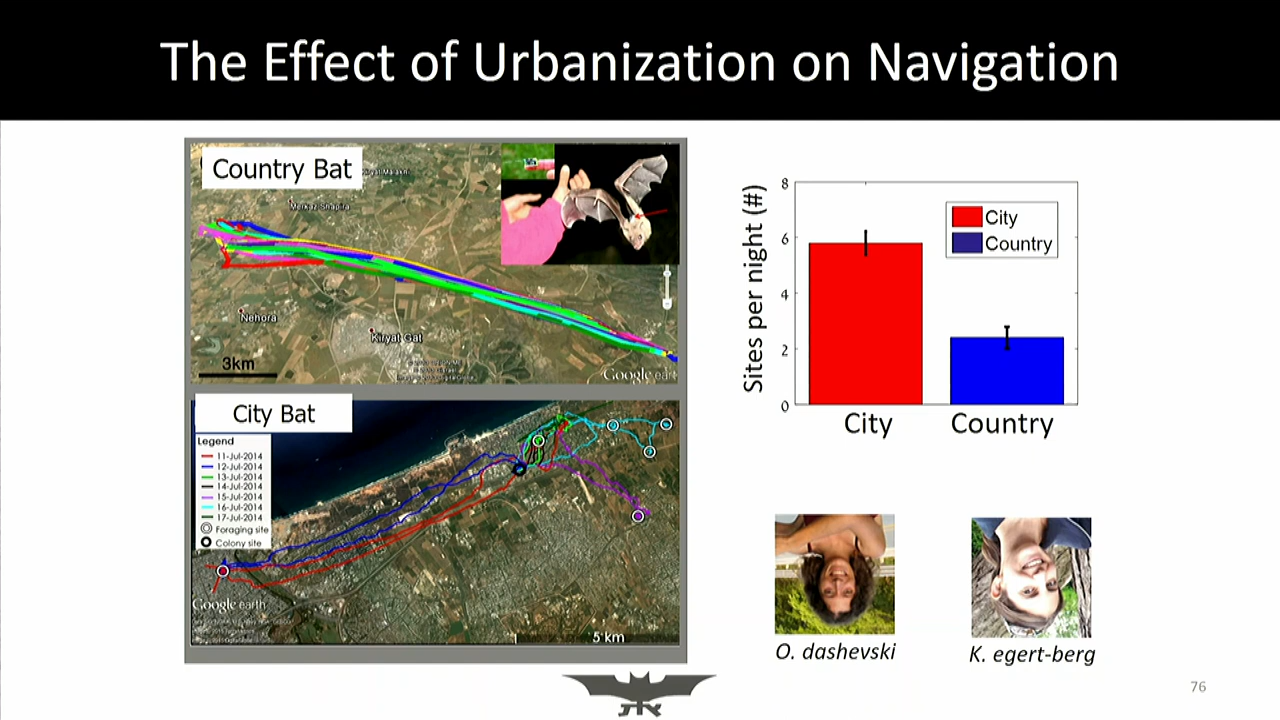 The Effect of Urbanization on Navigation
Country Bat
Merkaz Shapira
Nehora
Kiryat Gat
3km
Google earth
City Bat
Legend
11-Jul-2014
12-Jul-2014
13-Jul-2014
14-Jul-2014
15-Jul-2014
16-Jul-2014
17-Jul-2014
Foraging site
Colony site
Google earth
5 km
Sites per night (#)
8
6
4
2
0
City
Country
City
Country
O. dashevski
K. egert-berg
76